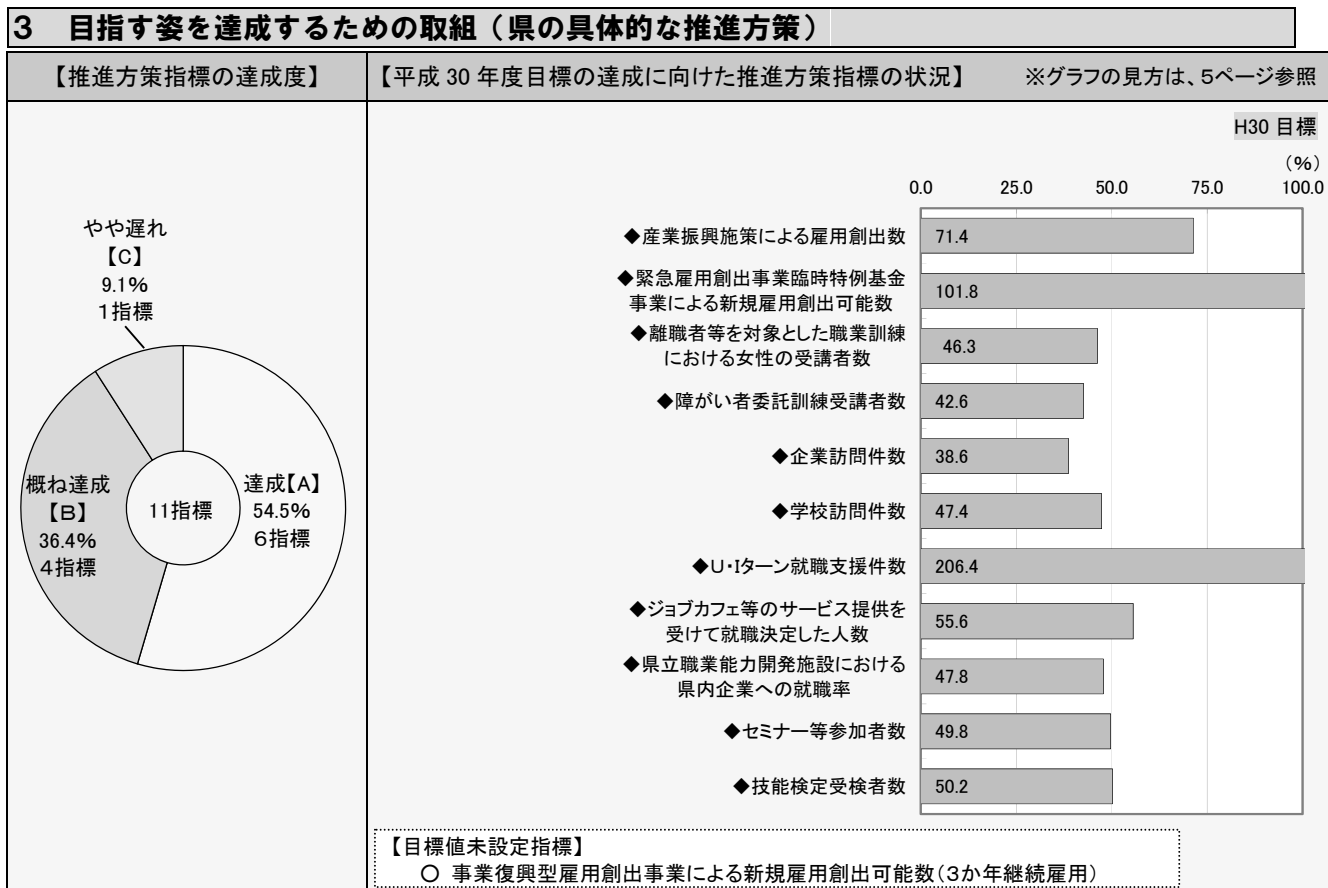 3 目指す姿を達成するための取組（県の具体的な推進方策）
【推進方策指標の達成度】
【平成 30 年度目標の達成に向けた推進方策指標の状況】 ※グラフの見方は、5ページ参照
やや遅れ
【C】
9.1%
1指標
概ね達成
【B】
36.4%
4指標
11指標
達成【A】
54.5%
6指標
H30 目標
(%)
0.0 25.0 50.0 75.0 100.0
◆産業振興施策による雇用創出数 71.4
◆緊急雇用創出事業臨時特例基金
事業による新規雇用創出可能数 101.8
◆離職者等を対象とした職業訓練
における女性の受講者数 46.3
◆障がい者委託訓練受講者数 42.6
◆企業訪問件数 38.6
◆学校訪問件数 47.4
◆U・Iターン就職支援件数 206.4
◆ジョブカフェ等のサービス提供を
受けて就職決定した人数 55.6
◆県立職業能力開発施設における
県内企業への就職率 47.8
◆セミナー等参加者数 49.8
◆技能検定受検者数 50.2
【目標値未設定指標】
○ 事業復興型雇用創出事業による新規雇用創出可能数（3か年継続雇用）